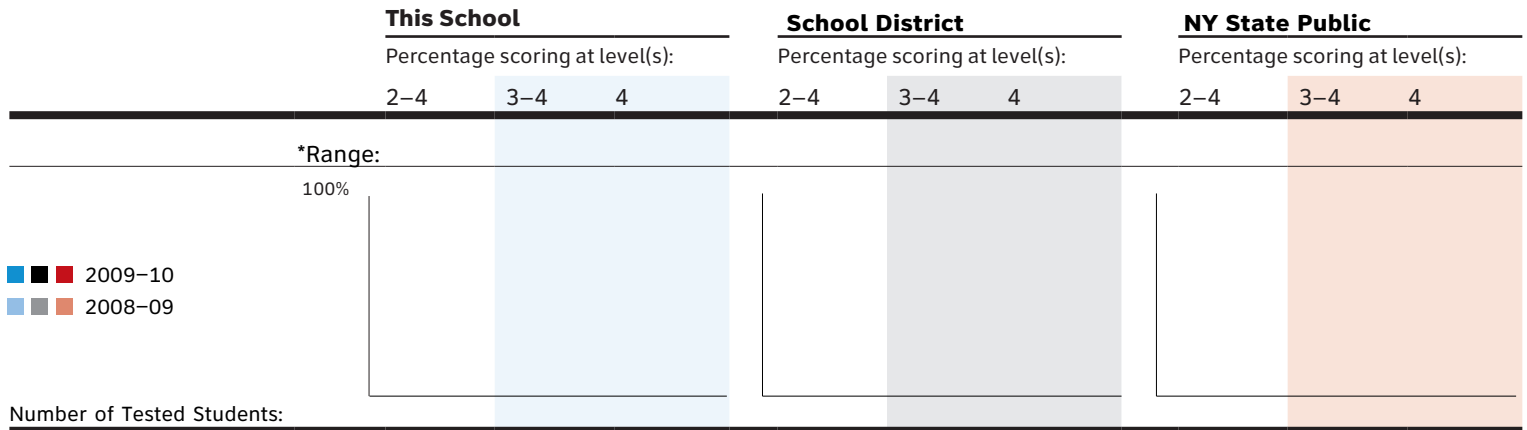 This School School District NY State Public
Percentage scoring at level(s): Percentage scoring at level(s): Percentage scoring at level(s):
2–4 3–4 4 2–4 3–4 4 2–4 3–4 4
*Range:
100%
2009–10
2008–09
Number of Tested Students: